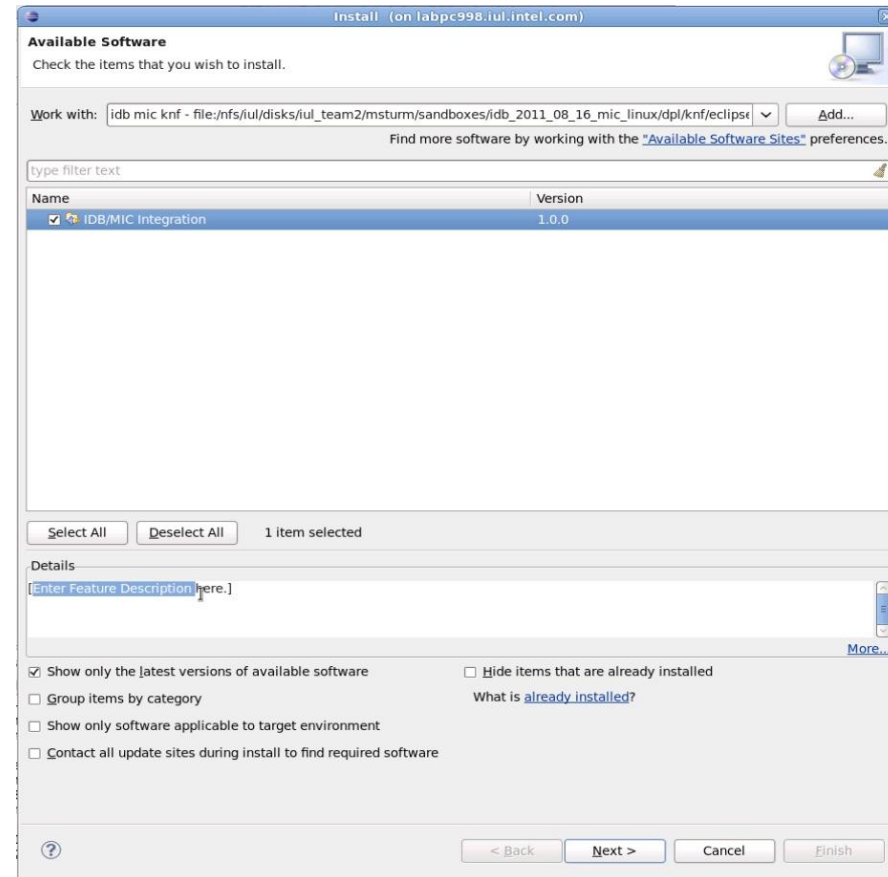 Install (on labpc998.iul.intel.com)
Available Software
Check the items that you wish to install.
Work with: idb mic knf - file:/nfs/iul/disks/iul_team2/msturm/sandboxes/idb_2011_08_16_mic_linux/dpl/knf/eclipse Add...
Find more software by working with the "Available Software Sites" preferences.
type filter text
Name Version
IDB/MIC Integration 1.0.0
Select All Deselect All 1 item selected
Details
[Enter Feature Description here.]
More...
Show only the latest versions of available software Hide items that are already installed
Group items by category What is already installed?
Show only software applicable to target environment
Contact all update sites during install to find required software
? < Back Next > Cancel Finish